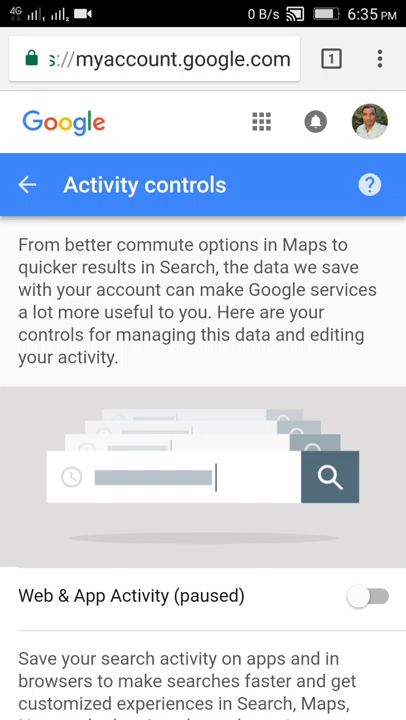 4G 0 B/s 6:35 PM
s://myaccount.google.com 1
Google
Activity controls ?
From better commute options in Maps to
quicker results in Search, the data we save
with your account can make Google services
a lot more useful to you. Here are your
controls for managing this data and editing
your activity.
Web & App Activity (paused)
Save your search activity on apps and in
browsers to make searches faster and get
customized experiences in Search, Maps,